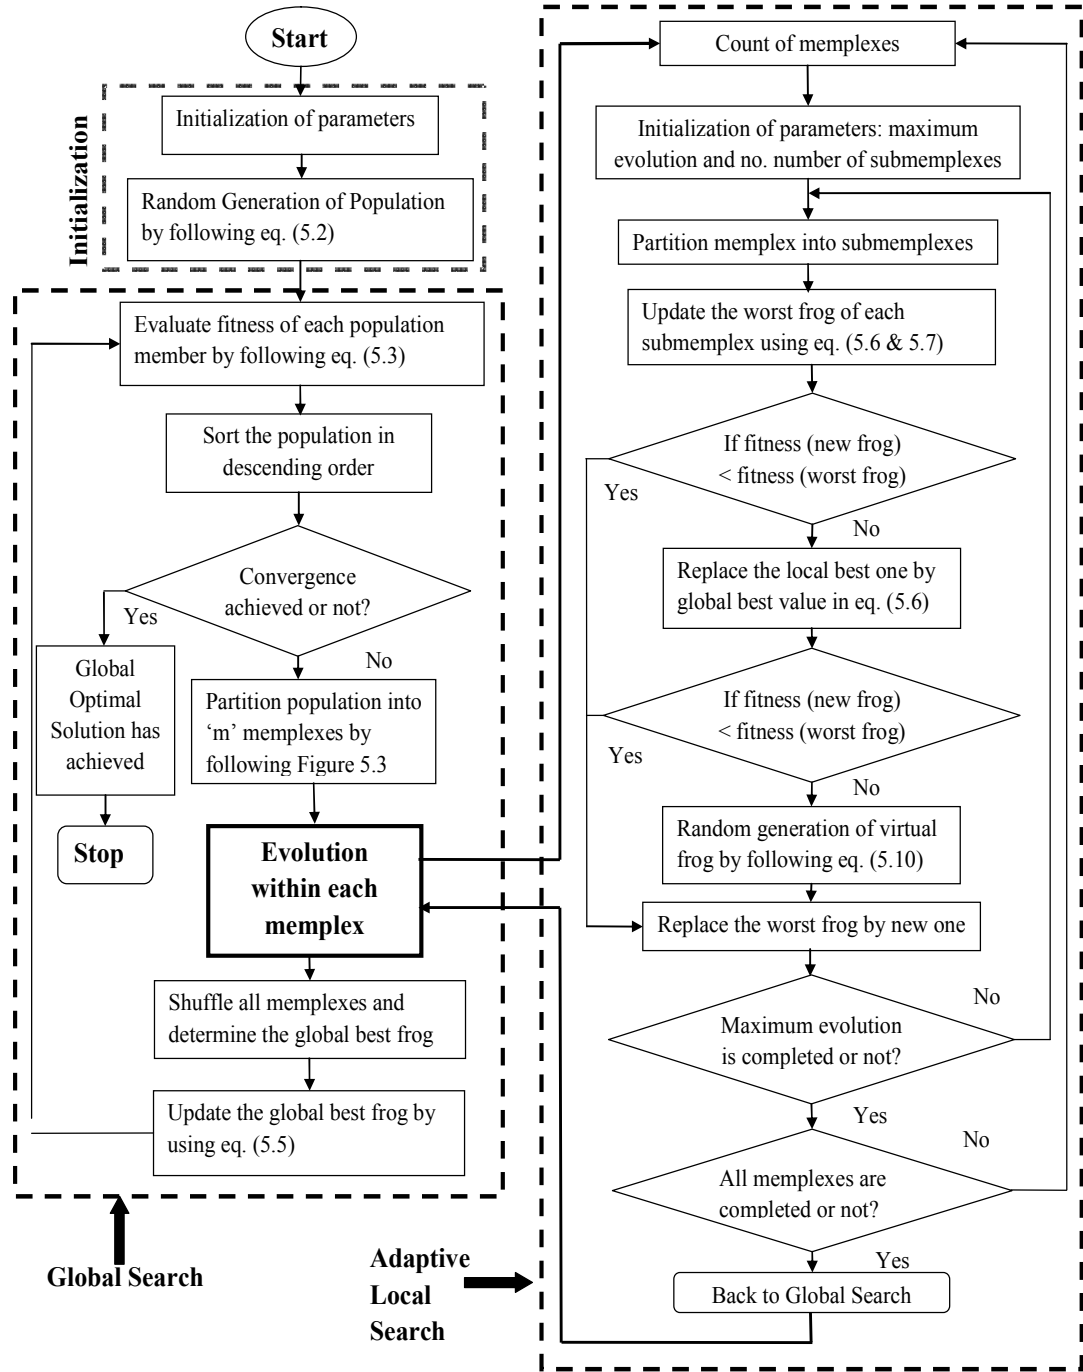 Start
Initialization
Initialization of parameters
Random Generation of Population
by following eq. (5.2)
Evaluate fitness of each population
member by following eq. (5.3)
Sort the population in
descending order
Convergence
achieved or not?
Yes
No
Global
Optimal
Solution has
achieved
Stop
Partition population into
‘m’ memplexes by
following Figure 5.3
Evolution
within each
memplex
Shuffle all memplexes and
determine the global best frog
Update the global best frog by
using eq. (5.5)
Global Search
Count of memplexes
Initialization of parameters: maximum
evolution and no. number of submemplexes
Partition memplex into submemplexes
Update the worst frog of each
submemplex using eq. (5.6 & 5.7)
If fitness (new frog)
< fitness (worst frog)
Yes
No
Replace the local best one by
global best value in eq. (5.6)
If fitness (new frog)
< fitness (worst frog)
Yes
No
Random generation of virtual
frog by following eq. (5.10)
Replace the worst frog by new one
No
Maximum evolution
is completed or not?
Yes
No
All memplexes are
completed or not?
Yes
Back to Global Search
Adaptive
Local
Search